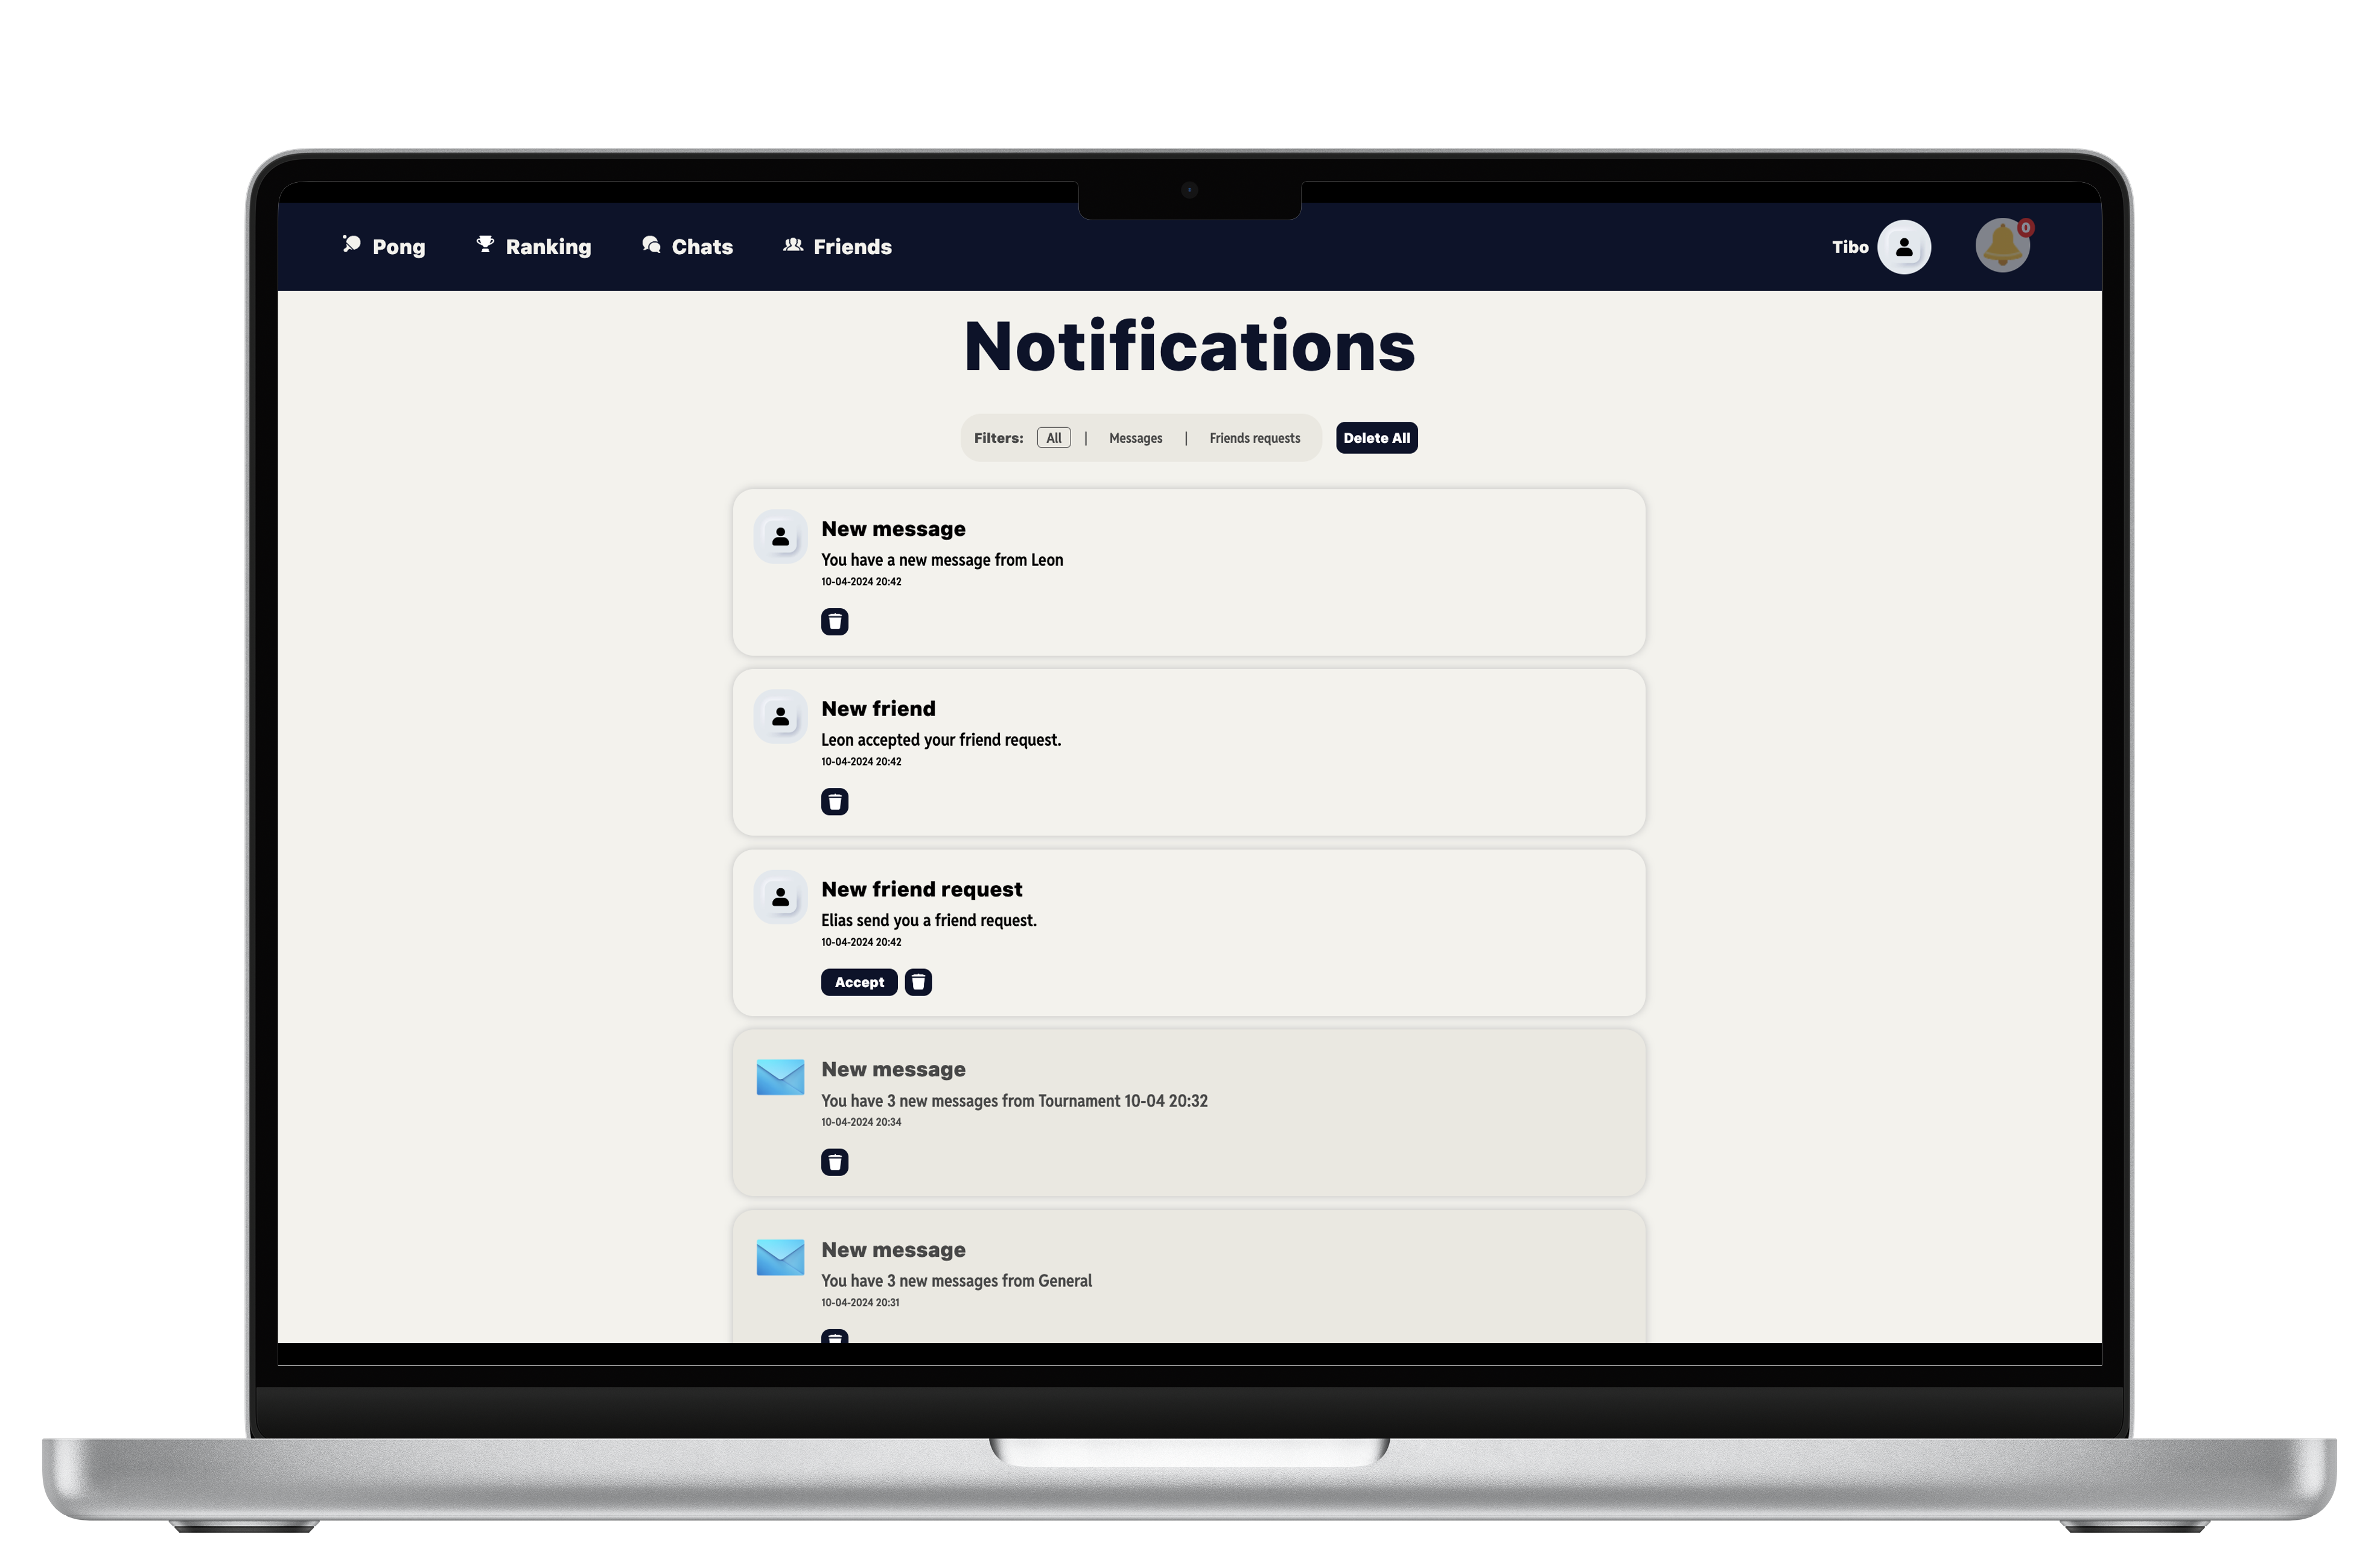 Pong Ranking Chats Friends Tibo 0
Notifications
Filters: All | Messages | Friends requests Delete All
New message
You have a new message from Leon
10-04-2024 20:42
New friend
Leon accepted your friend request.
10-04-2024 20:42
New friend request
Elias send you a friend request.
10-04-2024 20:42
Accept
New message
You have 3 new messages from Tournament 10-04 20:32
10-04-2024 20:34
New message
You have 3 new messages from General
10-04-2024 20:31